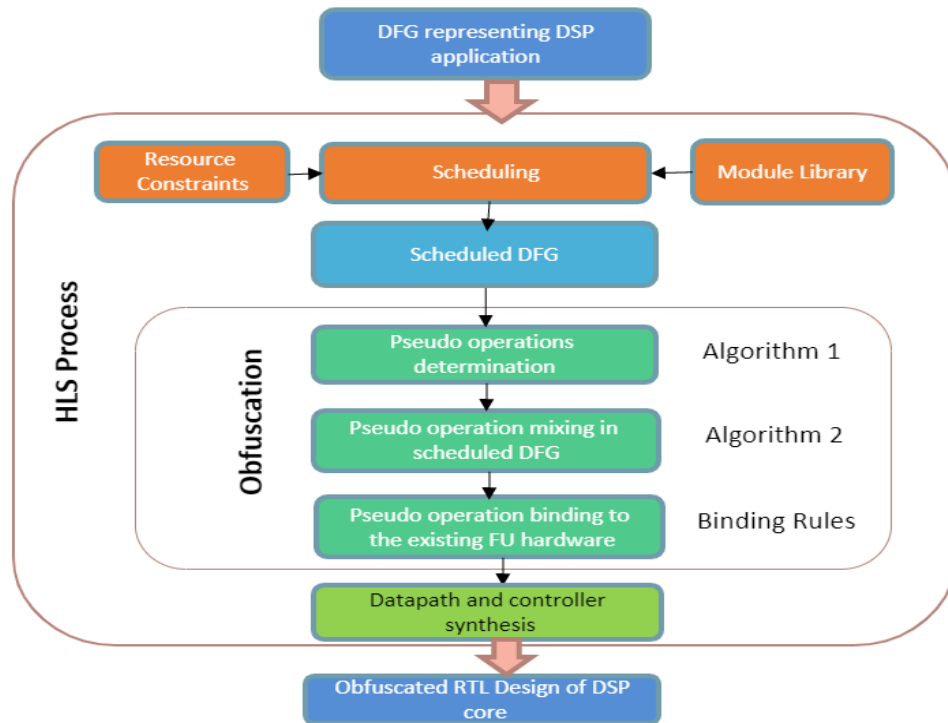 DFG representing DSP
application
Resource
Constraints
Scheduling
Module Library
Scheduled DFG
HLS Process
Obfuscation
Pseudo operations
determination
Algorithm 1
Pseudo operation mixing in
scheduled DFG
Algorithm 2
Pseudo operation binding to
the existing FU hardware
Binding Rules
Datapath and controller
synthesis
Obfuscated RTL Design of DSP
core